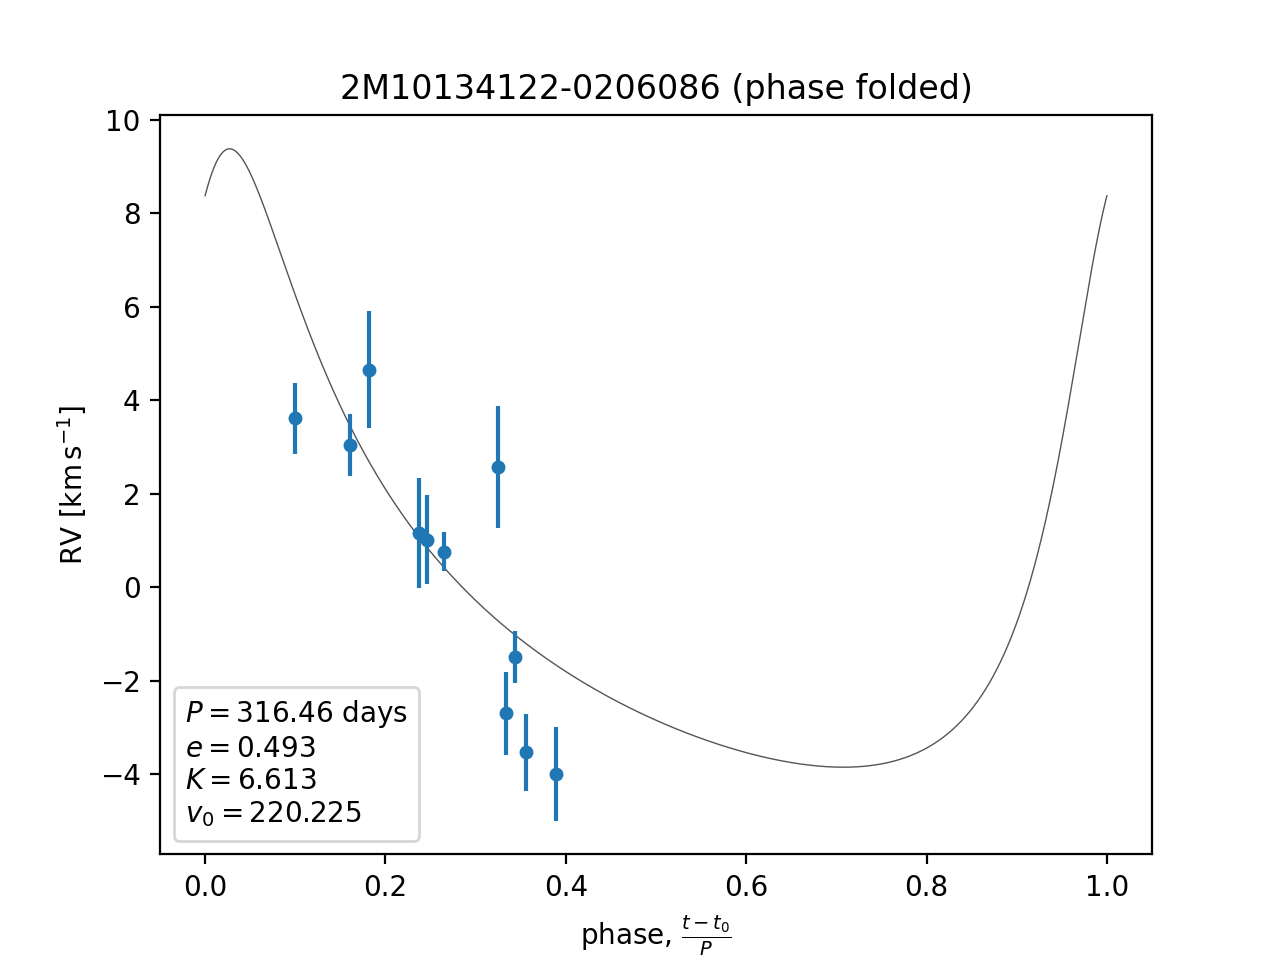 2M10134122-0206086 (phase folded)
RV [km s⁻¹]
10
8
6
4
2
0
−2
−4
P = 316.46 days
e = 0.493
K = 6.613
v₀ = 220.225
0.0 0.2 0.4 0.6 0.8 1.0
phase, \frac{t − t₀}{P}